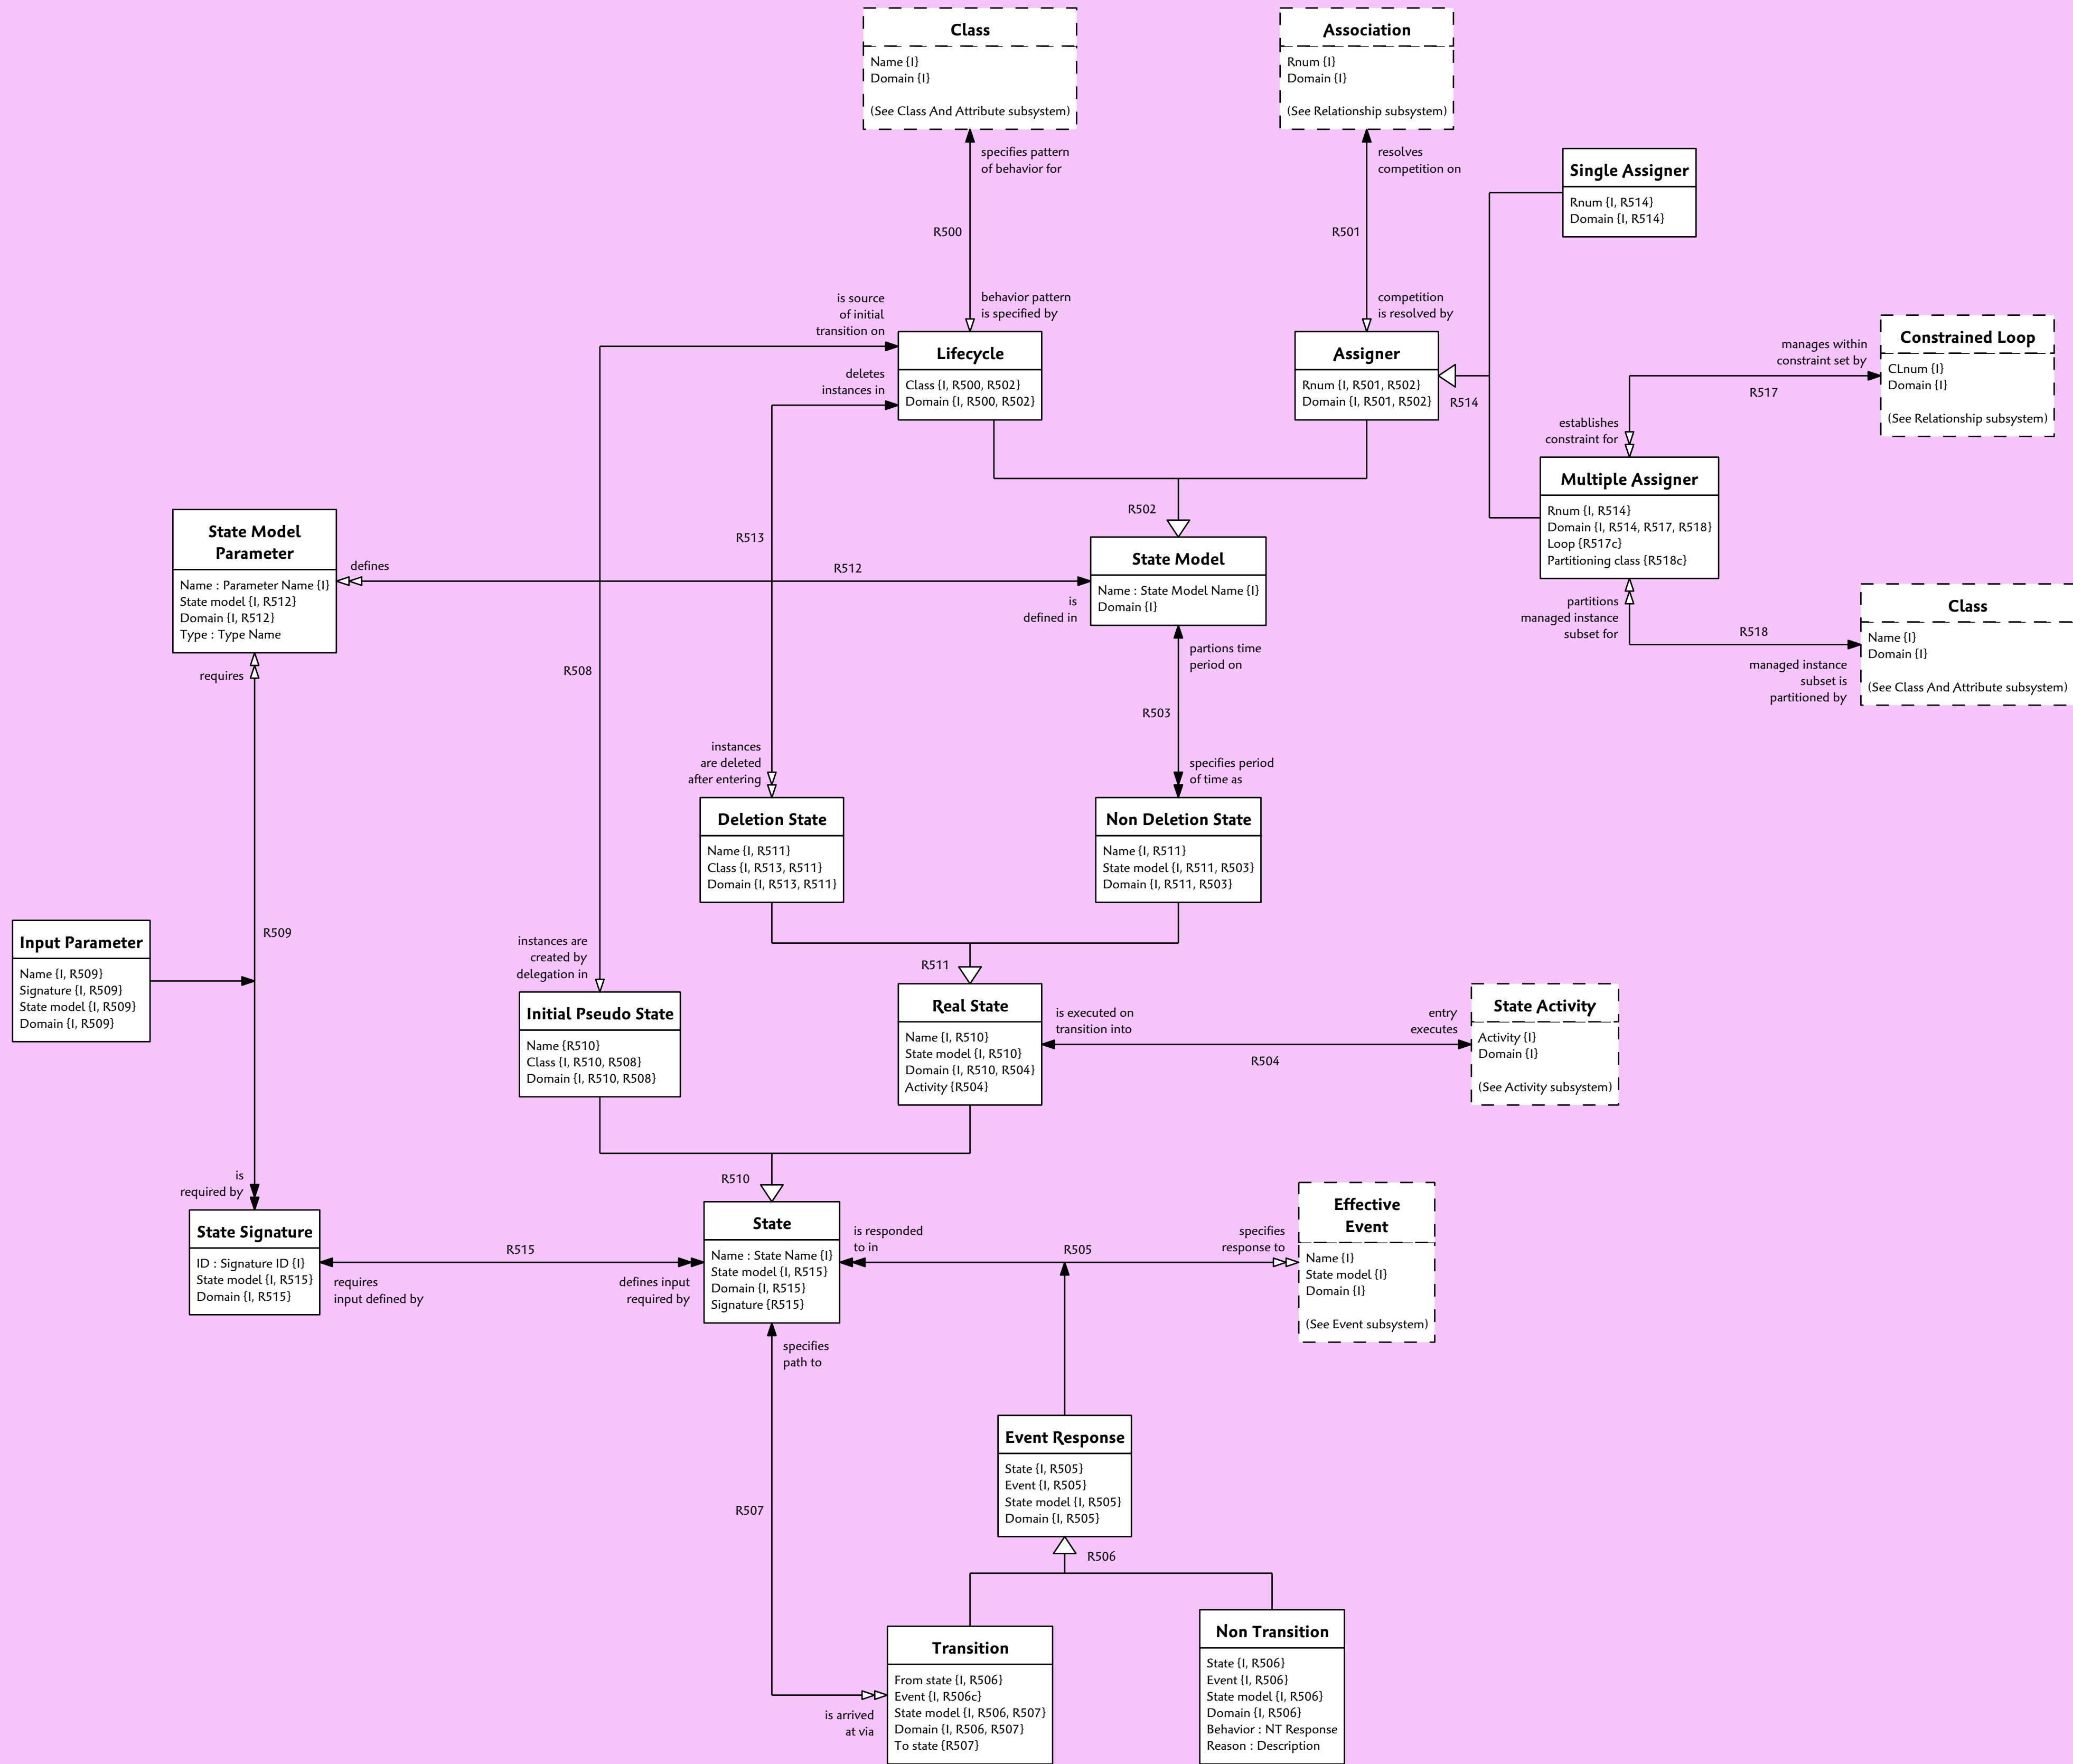 Class
Name {I}
Domain {I}
(See Class And Attribute subsystem)
Association
Rnum {I}
Domain {I}
(See Relationship subsystem)
specifies pattern
of behavior for
resolves
competition on
Single Assigner
Rnum {I, R514}
Domain {I, R514}
R500
R501
is source
of initial
transition on
behavior pattern
is specified by
competition
is resolved by
Lifecycle
Class {I, R500, R502}
Domain {I, R500, R502}
Assigner
Rnum {I, R501, R502}
Domain {I, R501, R502}
R514
deletes
instances in
manages within
constraint set by
R517
Constrained Loop
CLnum {I}
Domain {I}
(See Relationship subsystem)
establishes
constraint for
Multiple Assigner
Rnum {I, R514}
Domain {I, R514, R517, R518}
Loop {R517c}
Partitioning class {R518c}
R502
State Model
Parameter
Name : Parameter Name {I}
State model {I, R512}
Domain {I, R512}
Type : Type Name
defines
R513
R512
State Model
Name : State Model Name {I}
Domain {I}
is
defined in
partitions
managed instance
subset for
R518
managed instance
subset is
partitioned by
Class
Name {I}
Domain {I}
(See Class And Attribute subsystem)
requires
R508
partions time
period on
R503
instances
are deleted
after entering
specifies period
of time as
Deletion State
Name {I, R511}
Class {I, R513, R511}
Domain {I, R513, R511}
Non Deletion State
Name {I, R511}
State model {I, R511, R503}
Domain {I, R511, R503}
Input Parameter
Name {I, R509}
Signature {I, R509}
State model {I, R509}
Domain {I, R509}
R509
instances are
created by
delegation in
R511
Initial Pseudo State
Name {R510}
Class {I, R510, R508}
Domain {I, R510, R508}
Real State
Name {I, R510}
State model {I, R510}
Domain {I, R510, R504}
Activity {R504}
is executed on
transition into
R504
entry
executes
State Activity
Activity {I}
Domain {I}
(See Activity subsystem)
is
required by
R510
State Signature
ID : Signature ID {I}
State model {I, R515}
Domain {I, R515}
R515
requires
input defined by
defines input
required by
State
Name : State Name {I}
State model {I, R515}
Domain {I, R515}
Signature {R515}
is responded
to in
R505
specifies
response to
Effective
Event
Name {I}
State model {I}
Domain {I}
(See Event subsystem)
specifies
path to
Event Response
State {I, R505}
Event {I, R505}
State model {I, R505}
Domain {I, R505}
R507
R506
Transition
From state {I, R506}
Event {I, R506c}
State model {I, R506, R507}
Domain {I, R506, R507}
To state {R507}
is arrived
at via
Non Transition
State {I, R506}
Event {I, R506}
State model {I, R506}
Domain {I, R506}
Behavior : NT Response
Reason : Description